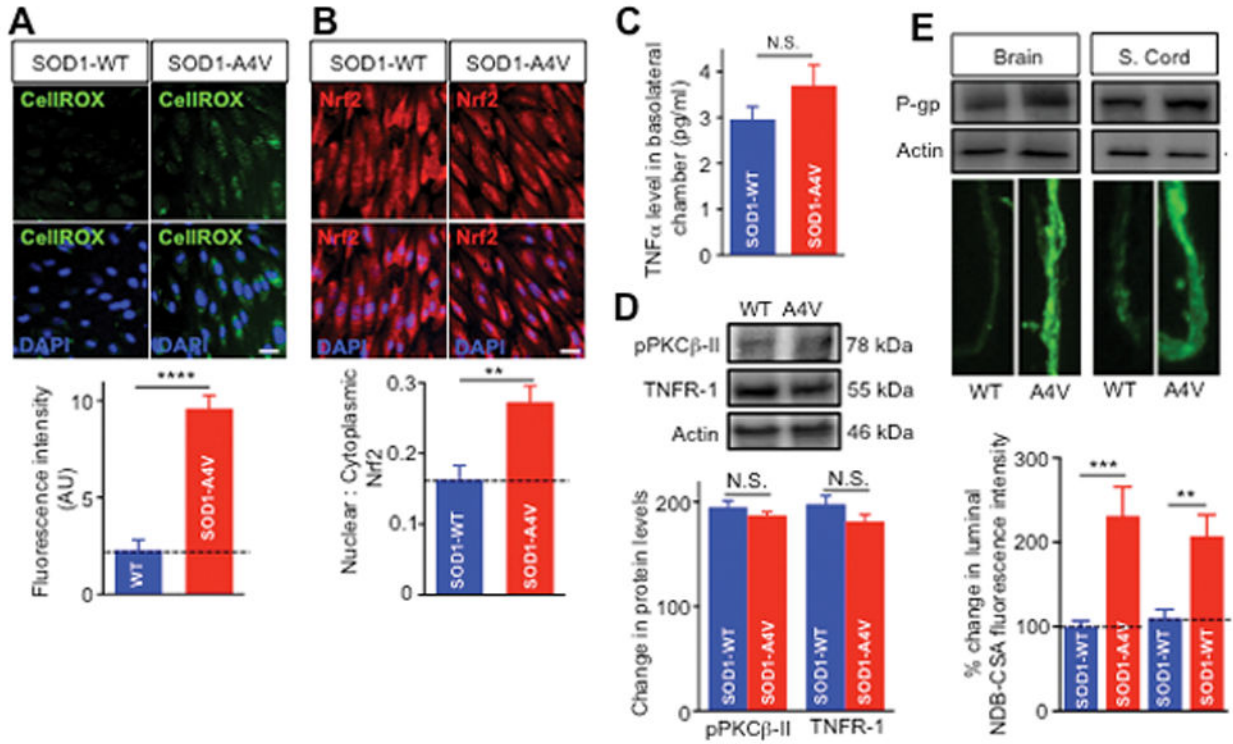 A
SOD1-WT
SOD1-A4V
CellROX
CellROX
CellROX
CellROX
DAPI
DAPI
Fluorescence intensity
(AU)
10
5
0
****
WT
SOD1-A4V
B
SOD1-WT
SOD1-A4V
Nrf2
Nrf2
Nrf2
Nrf2
DAPI
DAPI
Nuclear : Cytoplasmic
Nrf2
0.3
0.2
0.1
0
**
SOD1-WT
SOD1-A4V
C
TNFα level in basolateral
chamber (pg/ml)
4
3
2
1
0
N.S.
SOD1-WT
SOD1-A4V
D
WT A4V
pPKCβ-II 78 kDa
TNFR-1 55 kDa
Actin 46 kDa
Change in protein levels
200
100
0
N.S.
N.S.
SOD1-WT
SOD1-A4V
SOD1-WT
SOD1-A4V
pPKCβ-II TNFR-1
E
Brain
S. Cord
P-gp
Actin
WT A4V WT A4V
% change in luminal
NDB-CSA fluorescence intensity
300
200
100
0
***
**
SOD1-WT
SOD1-A4V
SOD1-WT
SOD1-WT